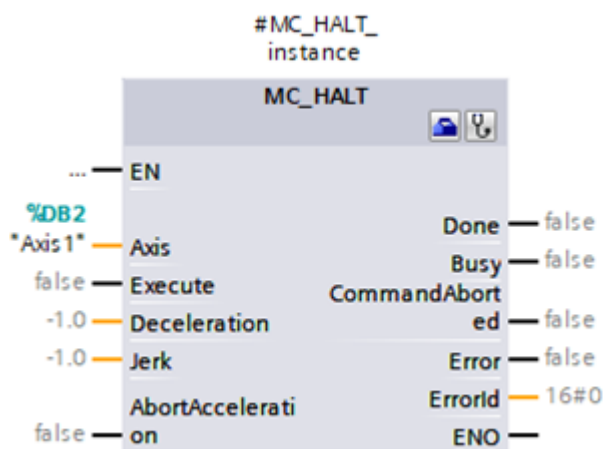 #MC_HALT_
instance
MC_HALT
... EN
%DB2
"Axis1" Axis
Done false
Busy false
false Execute
CommandAbort
ed false
-1.0 Deceleration
-1.0 Jerk
Error false
ErrorId 16#0
AbortAccelerati
false on
ENO